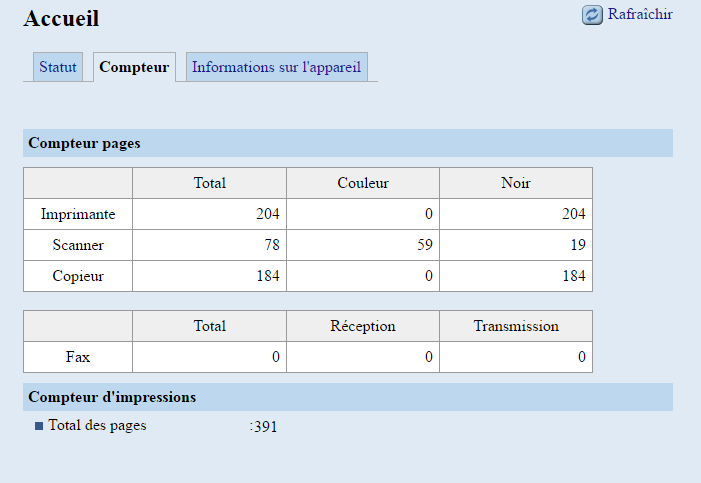 Accueil
Rafraîchir
Statut Compteur Informations sur l'appareil
Compteur pages
Total Couleur Noir
Imprimante 204 0 204
Scanner 78 59 19
Copieur 184 0 184
Total Réception Transmission
Fax 0 0 0
Compteur d'impressions
Total des pages :391